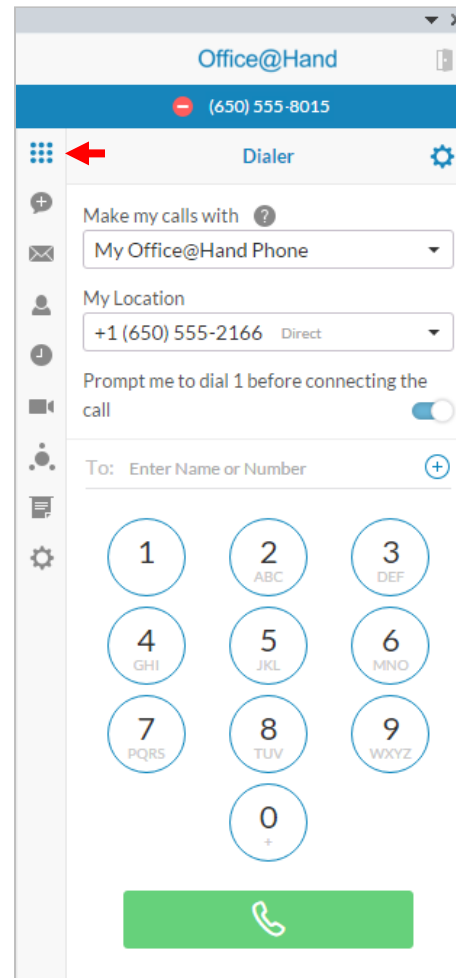 Office@Hand
(650) 555-8015
Dialer
Make my calls with ?
My Office@Hand Phone
My Location
+1 (650) 555-2166 Direct
Prompt me to dial 1 before connecting the
call
To: Enter Name or Number
1 2 3
ABC DEF
4 5 6
GHI JKL MNO
7 8 9
PQRS TUV WXYZ
0
+